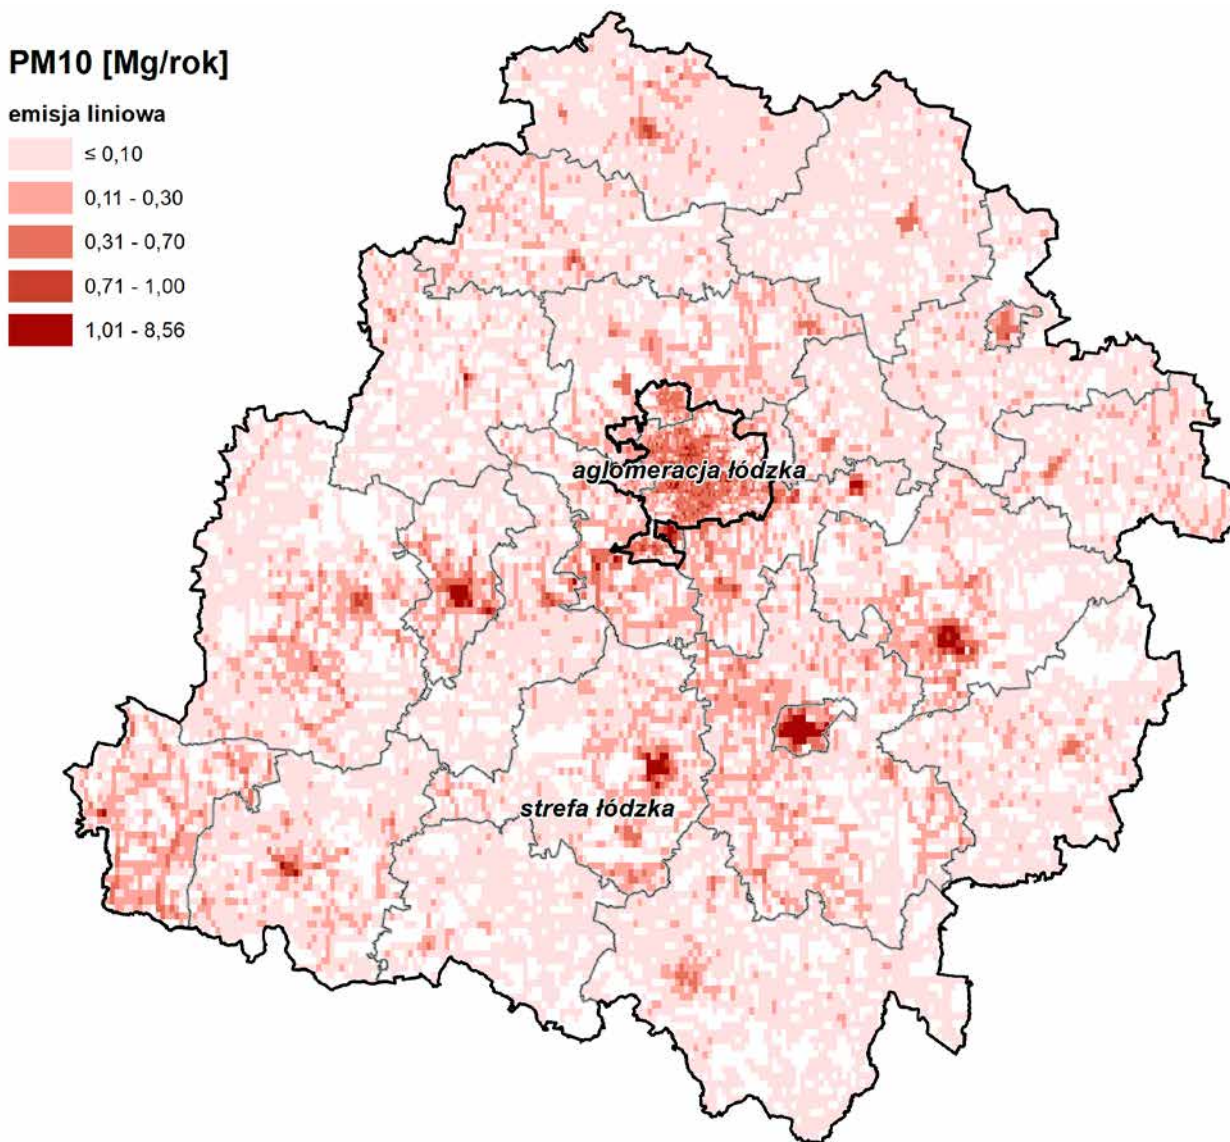 PM10 [Mg/rok]
emisja liniowa
≤ 0,10
0,11 - 0,30
0,31 - 0,70
0,71 - 1,00
1,01 - 8,56
aglomeracja łódzka
strefa łódzka